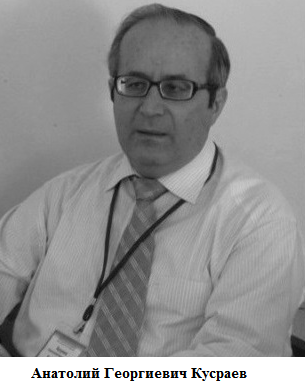 Анатолий Георгиевич Кусраев